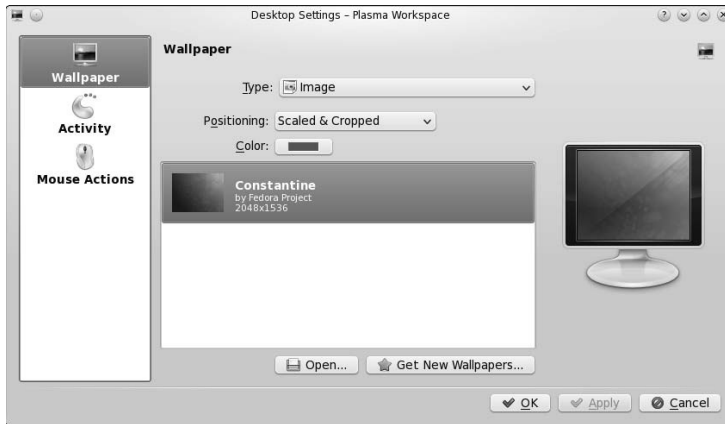 Desktop Settings – Plasma Workspace
Wallpaper
Activity
Mouse Actions
Wallpaper
Type: Image
Positioning: Scaled & Cropped
Color:
Constantine
by Fedora Project
2048x1536
Open...
Get New Wallpapers...
OK
Apply
Cancel